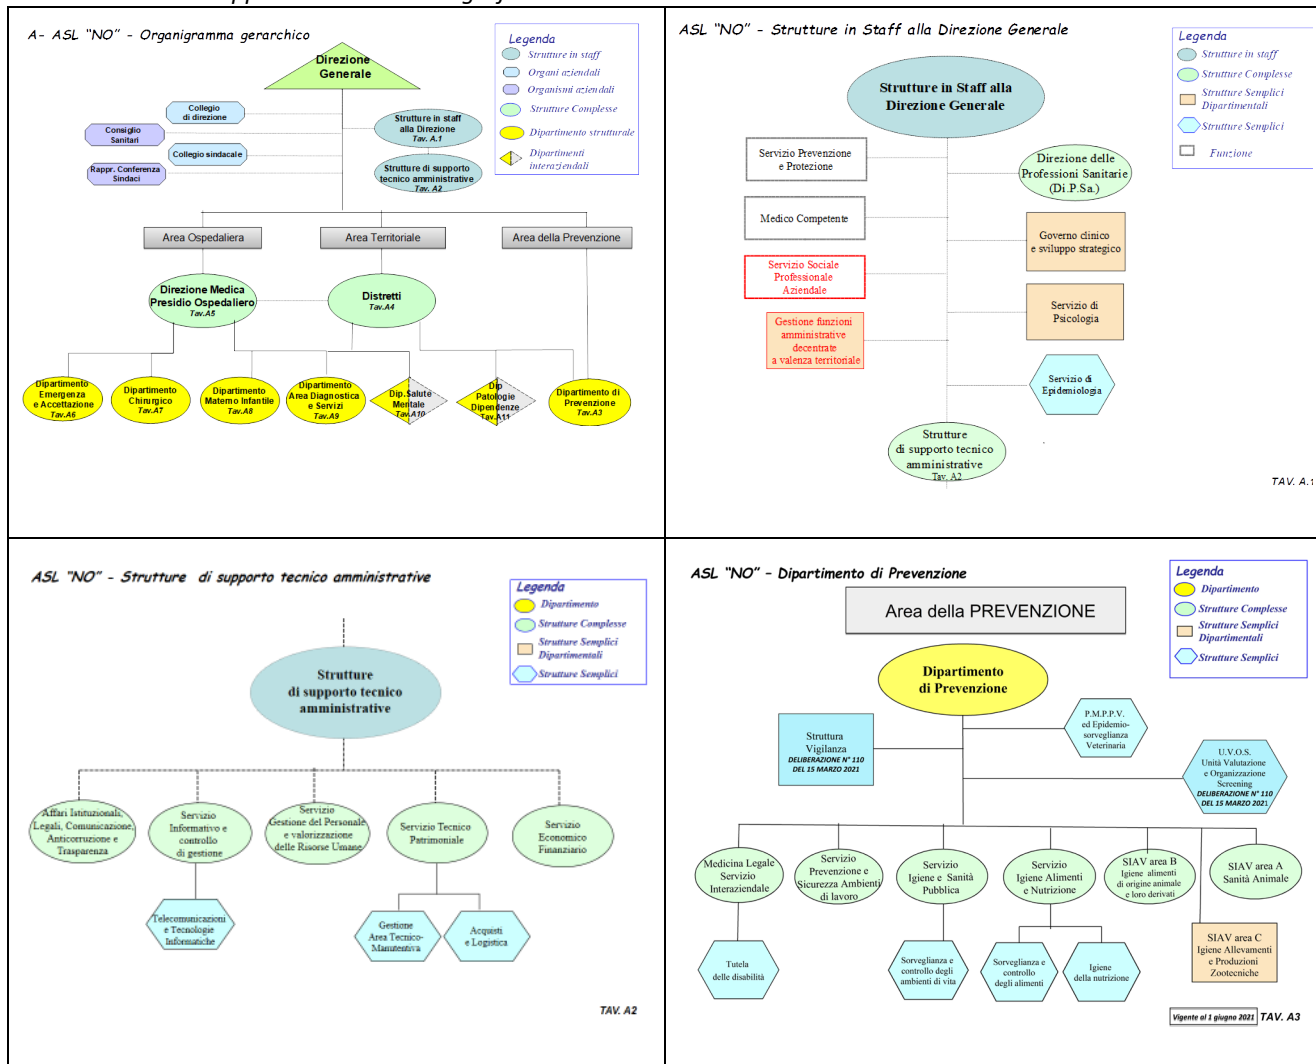 A- ASL “NO” - Organigramma gerarchico
Legenda
Strutture in staff
Organi aziendali
Organismi aziendali
Strutture Complesse
Dipartimento strutturale
Dipartimenti
interaziendali
Direzione
Generale
Collegio
di direzione
Consiglio
Sanitari
Collegio sindacale
Rappr. Conferenza
Sindaci
Strutture in staff
alla Direzione
Tav. A.1
Strutture di supporto
tecnico amministrative
Tav. A2
Area Ospedaliera
Area Territoriale
Area della Prevenzione
Direzione Medica
Presidio Ospedaliero
Tav.A5
Distretti
Tav.A4
Dipartimento
Emergenza
e Accettazione
Tav.A6
Dipartimento
Chirurgico
Tav.A7
Dipartimento
Materno Infantile
Tav.A8
Dipartimento
Area Diagnostica
e Servizi
Tav.A9
Dip.Salute
Mentale
Tav.A10
Dip
Patologie
Dipendenze
Tav.A11
Dipartimento di
Prevenzione
Tav.A3
ASL “NO” - Strutture in Staff alla Direzione Generale
Legenda
Strutture in staff
Strutture Complesse
Strutture Semplici
Dipartimentali
Strutture Semplici
Funzione
Strutture in Staff alla
Direzione Generale
Servizio Prevenzione
e Protezione
Direzione delle
Professioni Sanitarie
(Di.P.Sa.)
Medico Competente
Governo clinico
e sviluppo strategico
Servizio Sociale
Professionale
Aziendale
Servizio di
Psicologia
Gestione funzioni
amministrative
decentrate
a valenza territoriale
Servizio di
Epidemiologia
Strutture
di supporto tecnico
amministrative
Tav. A2
TAV. A.1
ASL “NO” - Strutture di supporto tecnico amministrative
Legenda
Dipartimento
Strutture Complesse
Strutture Semplici
Dipartimentali
Strutture Semplici
Strutture
di supporto tecnico
amministrative
Affari Istituzionali,
Legali, Comunicazione,
Anticorruzione e
Trasparenza
Servizio
Informativo e
controllo
di gestione
Servizio
Gestione del Personale
e valorizzazione
delle Risorse Umane
Servizio Tecnico
Patrimoniale
Servizio
Economico
Finanziario
Telecomunicazioni
e Tecnologie
Informatiche
Gestione
Area Tecnico-
Manutentiva
Acquisti
e Logistica
TAV. A2
ASL “NO” - Dipartimento di Prevenzione
Legenda
Dipartimento
Strutture Complesse
Strutture Semplici
Dipartimentali
Strutture Semplici
Area della PREVENZIONE
Dipartimento
di Prevenzione
P.M.P.P.V.
ed Epidemio-
sorveglianza
Veterinaria
Struttura
Vigilanza
DELIBERAZIONE N° 110
DEL 15 MARZO 2021
U.V.O.S.
Unità Valutazione
e Organizzazione
Screening
DELIBERAZIONE N° 110
DEL 15 MARZO 2021
Medicina Legale
Servizio
Interaziendale
Servizio
Prevenzione e
Sicurezza Ambienti
di lavoro
Servizio
Igiene e Sanità
Pubblica
Servizio
Igiene Alimenti
e Nutrizione
SIAV area B
Igiene alimenti
di origine animale
e loro derivati
SIAV area A
Sanità Animale
SIAV area C
Igiene Allevamenti
e Produzioni
Zootecniche
Tutela
delle disabilità
Sorveglianza e
controllo degli
ambienti di vita
Sorveglianza e
controllo
degli alimenti
Igiene
della nutrizione
Vigente al 1 giugno 2021
TAV. A3